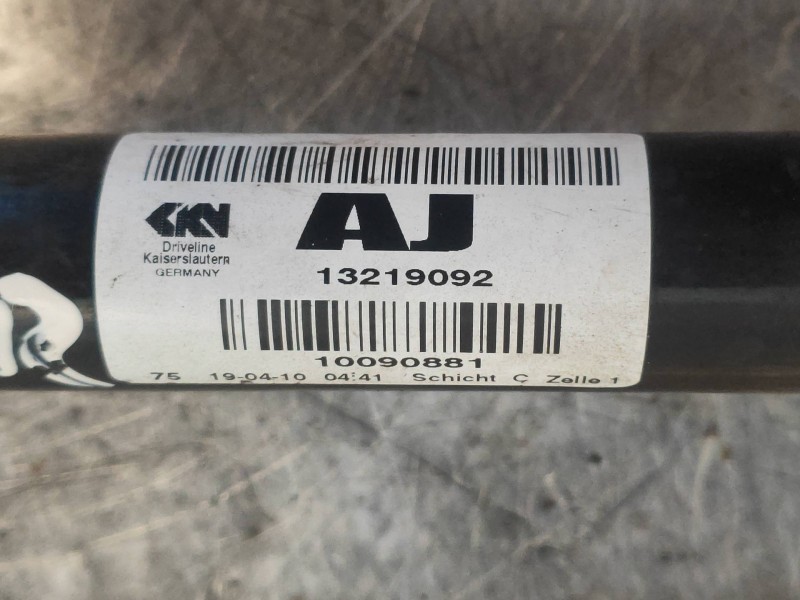 GKN
AJ
Driveline
Kaiserslautern
GERMANY
13219092
10090881
75 19-04-10 04:41 Schicht C Zelle 1